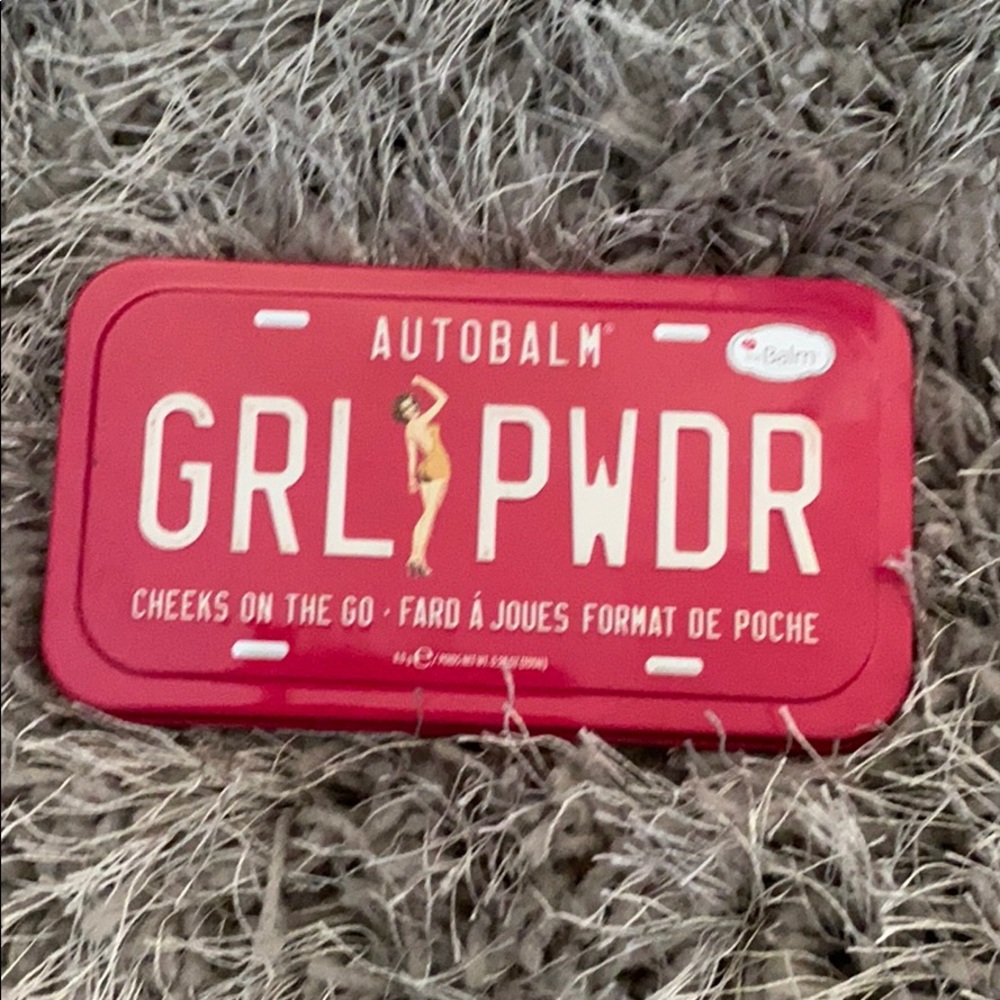 AUTOBALM®
theBalm
GRL PWDR
CHEEKS ON THE GO · FARD Á JOUES FORMAT DE POCHE